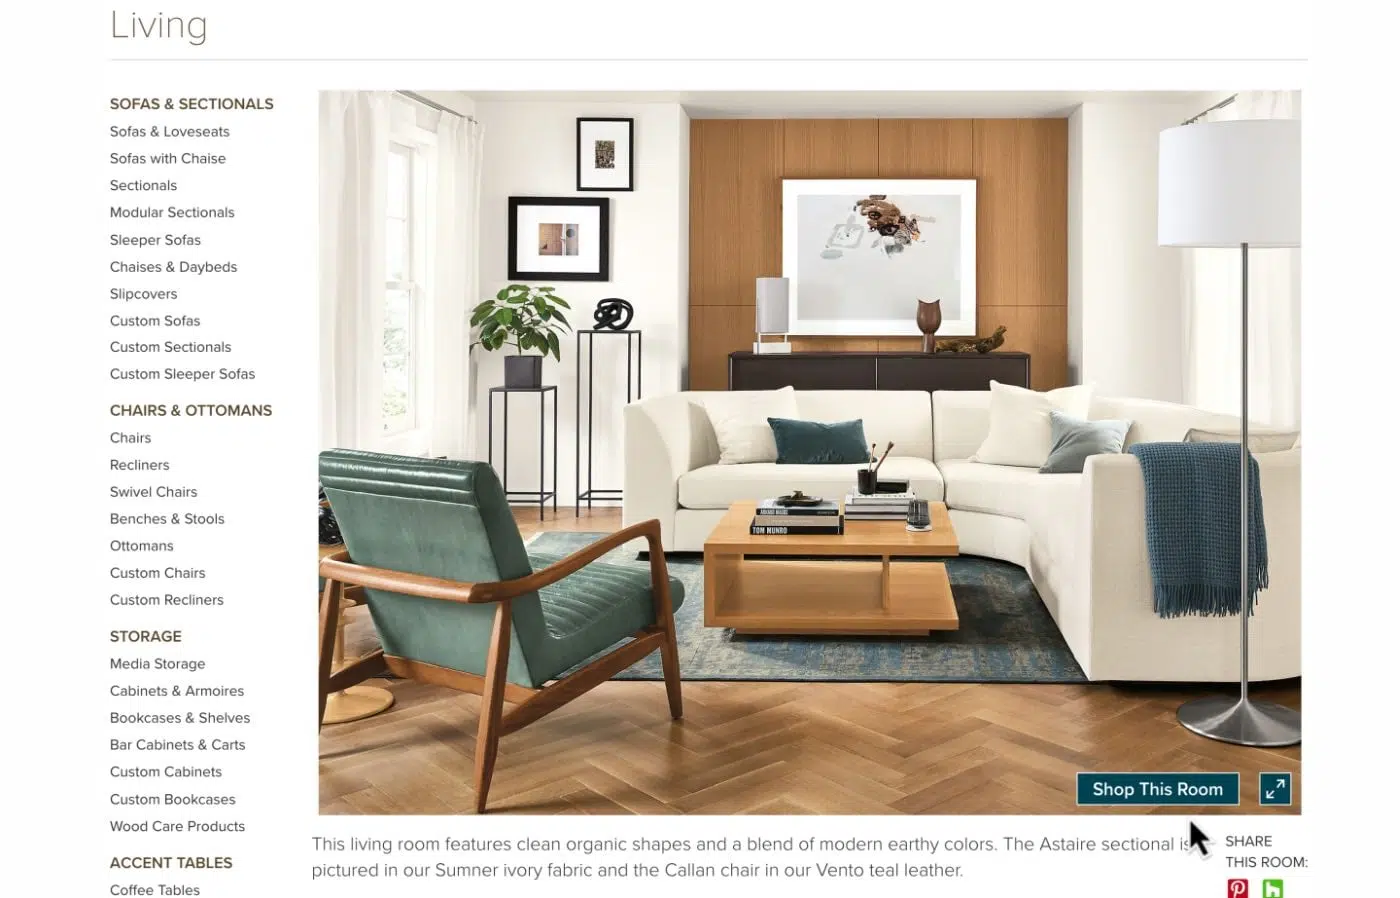 Living
SOFAS & SECTIONALS
Sofas & Loveseats
Sofas with Chaise
Sectionals
Modular Sectionals
Sleeper Sofas
Chaises & Daybeds
Slipcovers
Custom Sofas
Custom Sectionals
Custom Sleeper Sofas
CHAIRS & OTTOMANS
Chairs
Recliners
Swivel Chairs
Benches & Stools
Ottomans
Custom Chairs
Custom Recliners
STORAGE
Media Storage
Cabinets & Armoires
Bookcases & Shelves
Bar Cabinets & Carts
Custom Cabinets
Custom Bookcases
Wood Care Products
ACCENT TABLES
Coffee Tables
TOM MUNRO
Shop This Room
This living room features clean organic shapes and a blend of modern earthy colors. The Astaire sectional is
pictured in our Sumner ivory fabric and the Callan chair in our Vento teal leather.
SHARE
THIS ROOM: